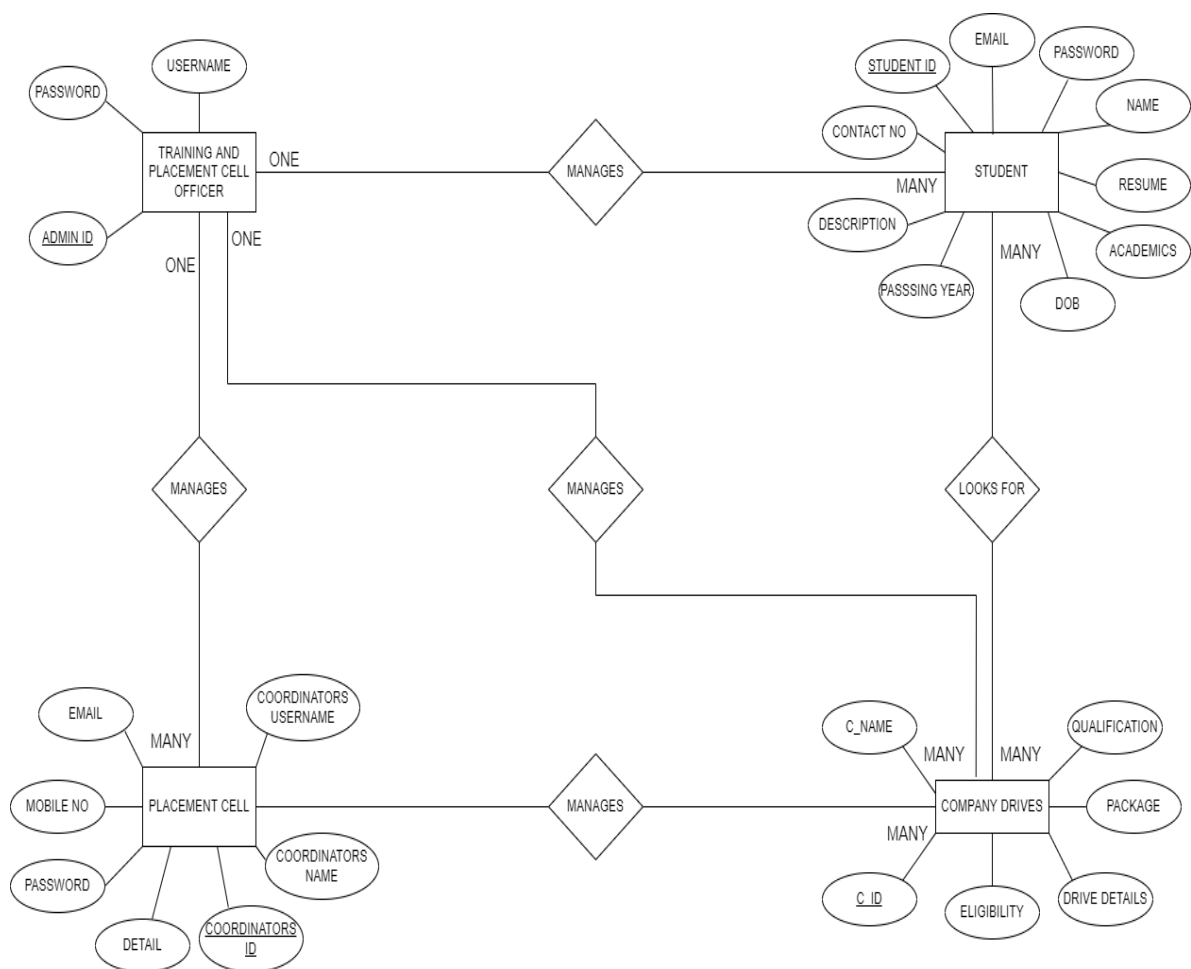 EMAIL
USERNAME
PASSWORD
STUDENT ID
PASSWORD
NAME
CONTACT NO
TRAINING AND
PLACEMENT CELL
OFFICER
ONE
MANAGES
STUDENT
MANY
RESUME
DESCRIPTION
ADMIN ID
ONE
ACADEMICS
ONE
MANY
PASSSING YEAR
DOB
MANAGES
MANAGES
LOOKS FOR
COORDINATORS
USERNAME
EMAIL
C_NAME
QUALIFICATION
MANY
MANY
MANY
MOBILE NO
PLACEMENT CELL
MANAGES
COMPANY DRIVES
PACKAGE
MANY
COORDINATORS
NAME
PASSWORD
C_ID
ELIGIBILITY
DRIVE DETAILS
DETAIL
COORDINATORS
ID